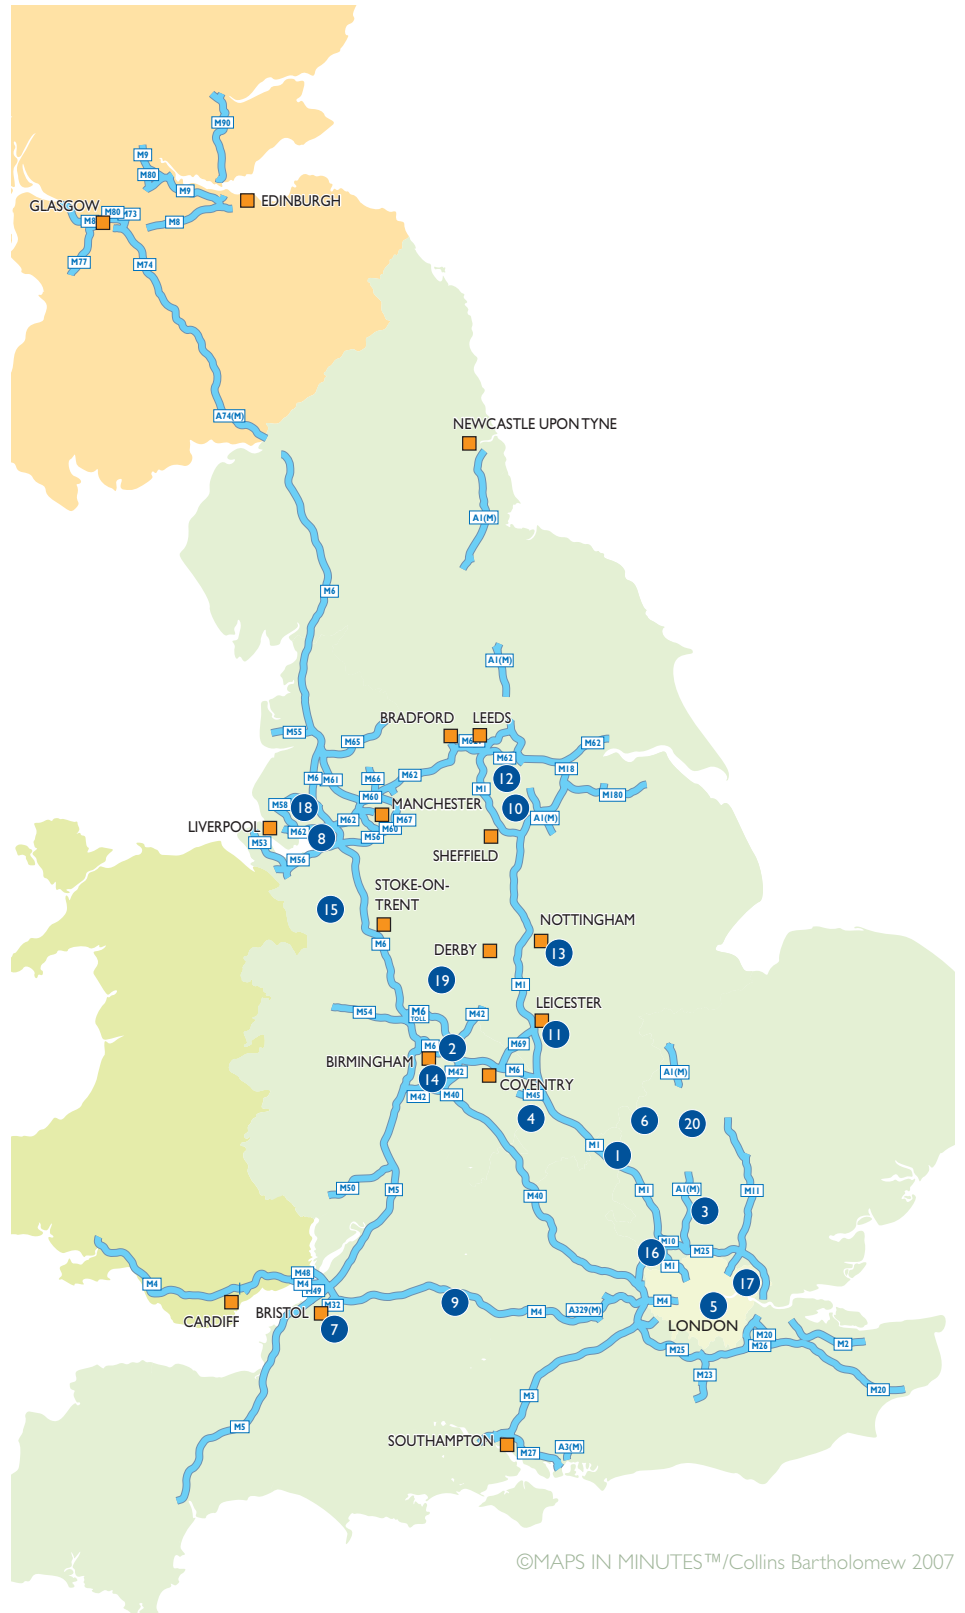 M90
M9
M80
M9
EDINBURGH
GLASGOW
M80
M73
M8
M8
M77
M74
A74(M)
NEWCASTLE UPON TYNE
A1(M)
M6
A1(M)
BRADFORD
LEEDS
M55
M65
M62
M62
M62
M18
M6
M61
M66
M62
12
M1
M180
M58
18
M60
MANCHESTER
10
A1(M)
LIVERPOOL
M62
8
M62
M60
M67
M56
M53
M56
SHEFFIELD
STOKE-ON-
TRENT
15
NOTTINGHAM
M6
DERBY
13
19
M1
LEICESTER
M54
M6
TOLL
M42
11
M6
2
M69
BIRMINGHAM
14
M42
M6
COVENTRY
M42
M40
M45
A1(M)
4
6
20
M1
1
M50
M5
M40
M1
A1(M)
M11
3
M10
M25
16
M1
M48
M4
M4
M49
M32
17
CARDIFF
BRISTOL
7
9
M4
A329(M)
M4
5
LONDON
M20
M26
M2
M25
M23
M20
M3
M5
SOUTHAMPTON
M27
A3(M)
©MAPS IN MINUTES™/Collins Bartholomew 2007